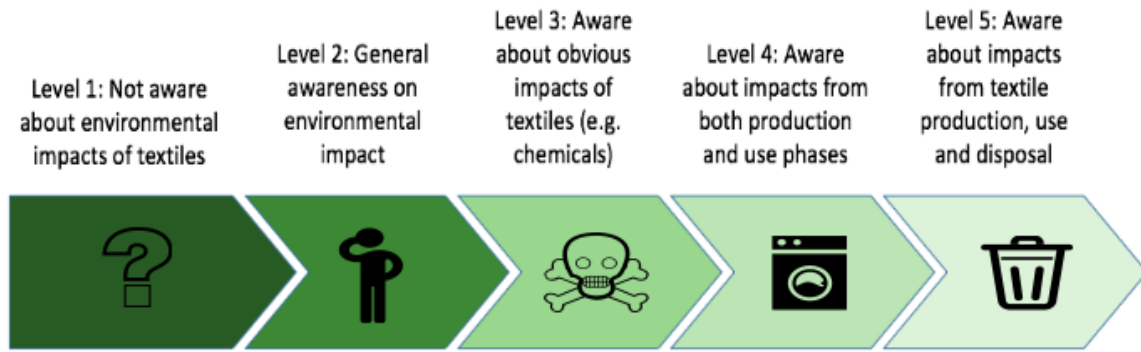 Level 1: Not aware
about environmental
impacts of textiles
Level 2: General
awareness on
environmental
impact
Level 3: Aware
about obvious
impacts of
textiles (e.g.
chemicals)
Level 4: Aware
about impacts from
both production
and use phases
Level 5: Aware
about impacts
from textile
production, use
and disposal
?